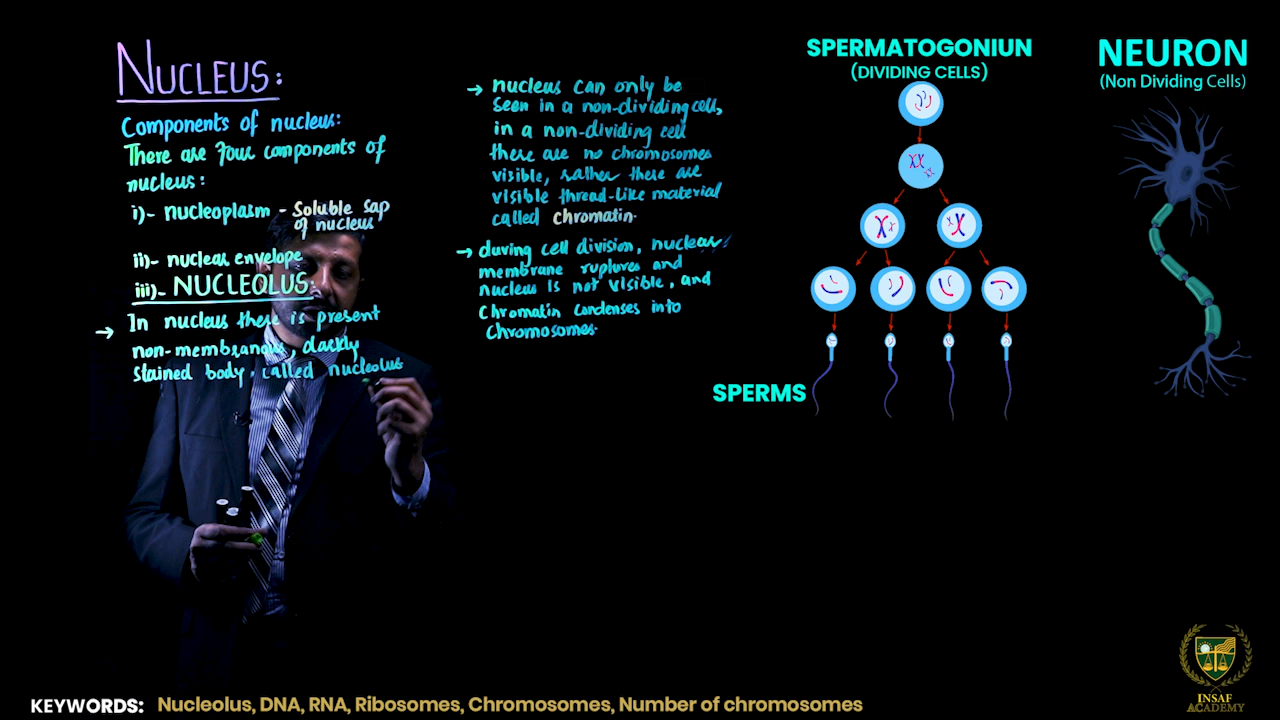 NUCLEUS:
Components of nucleus:
There are four components of
nucleus:
i)- nucleoplasm - Soluble sap
of nucleus
ii)- nuclear envelope
iii)- NUCLEOLUS:
→ In nucleus there is present
non-membranous, darkly
stained body, called nucleolus
→ nucleus can only be
seen in a non-dividing cell,
in a non-dividing cell
there are no chromosomes
visible, rather there are
visible thread-like material
called chromatin.
→ during cell division, nuclear
membrane ruptures and
nucleus is not visible, and
Chromatin condenses into
Chromosomes.
SPERMATOGONIUN
(DIVIDING CELLS)
SPERMS
NEURON
(Non Dividing Cells)
KEYWORDS: Nucleolus, DNA, RNA, Ribosomes, Chromosomes, Number of chromosomes
INSAF
ACADEMY